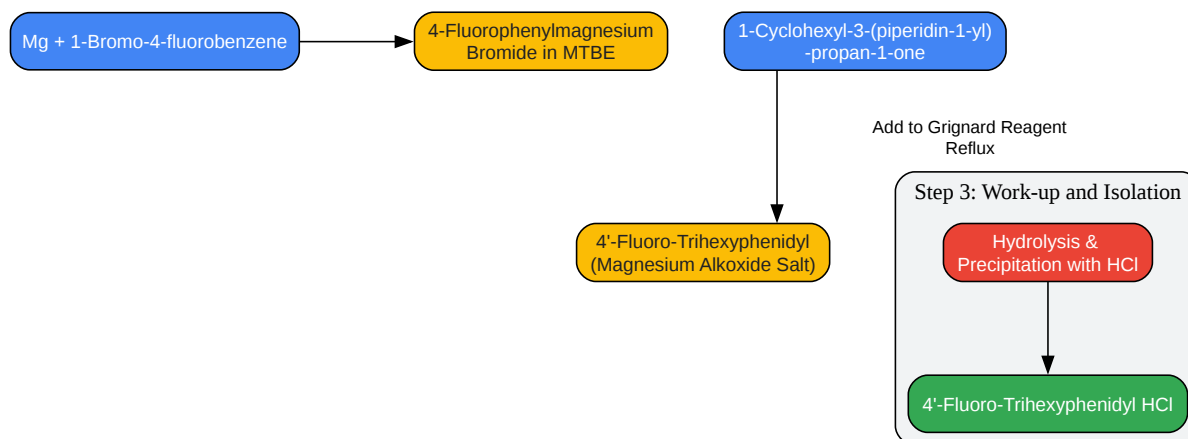 Mg + 1-Bromo-4-fluorobenzene
4-Fluorophenylmagnesium
Bromide in MTBE
1-Cyclohexyl-3-(piperidin-1-yl)
-propan-1-one
Add to Grignard Reagent
Reflux
Step 3: Work-up and Isolation
4'-Fluoro-Trihexyphenidyl
(Magnesium Alkoxide Salt)
Hydrolysis &
Precipitation with HCl
4'-Fluoro-Trihexyphenidyl HCl